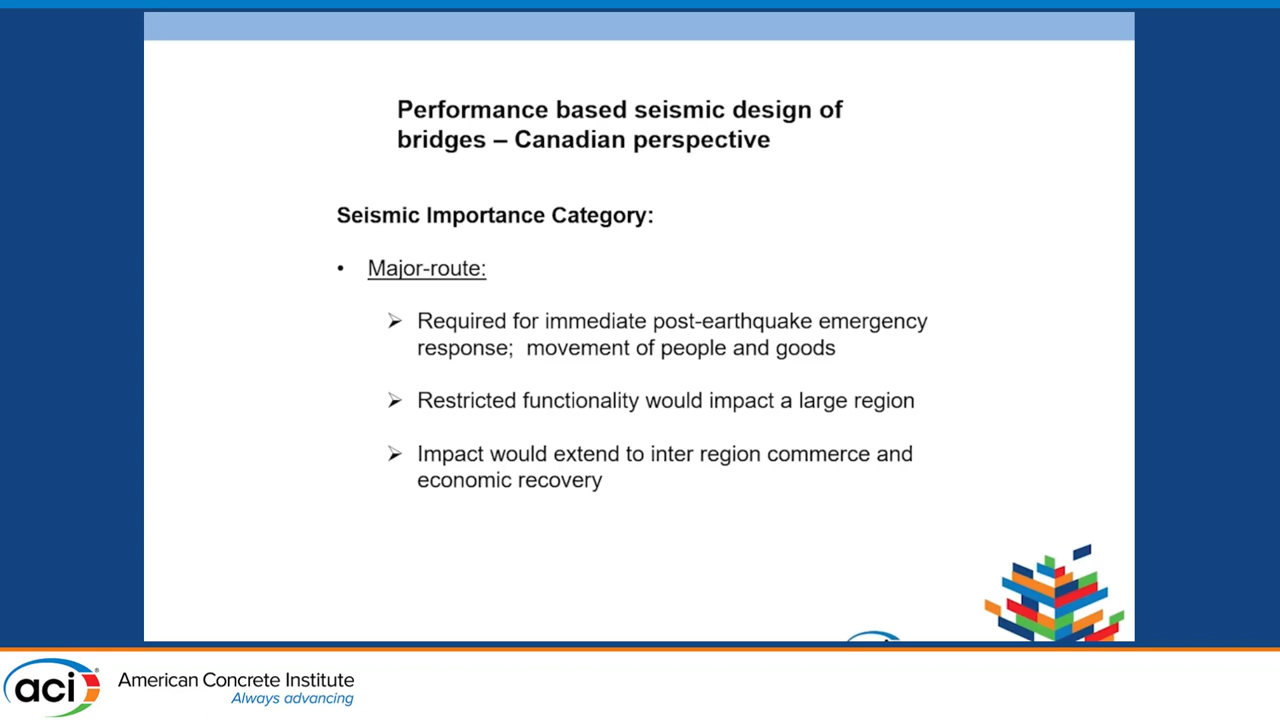 Performance based seismic design of
bridges – Canadian perspective
Seismic Importance Category:
• Major-route:
➢ Required for immediate post-earthquake emergency
response; movement of people and goods
➢ Restricted functionality would impact a large region
➢ Impact would extend to inter region commerce and
economic recovery
aci®
American Concrete Institute
Always advancing